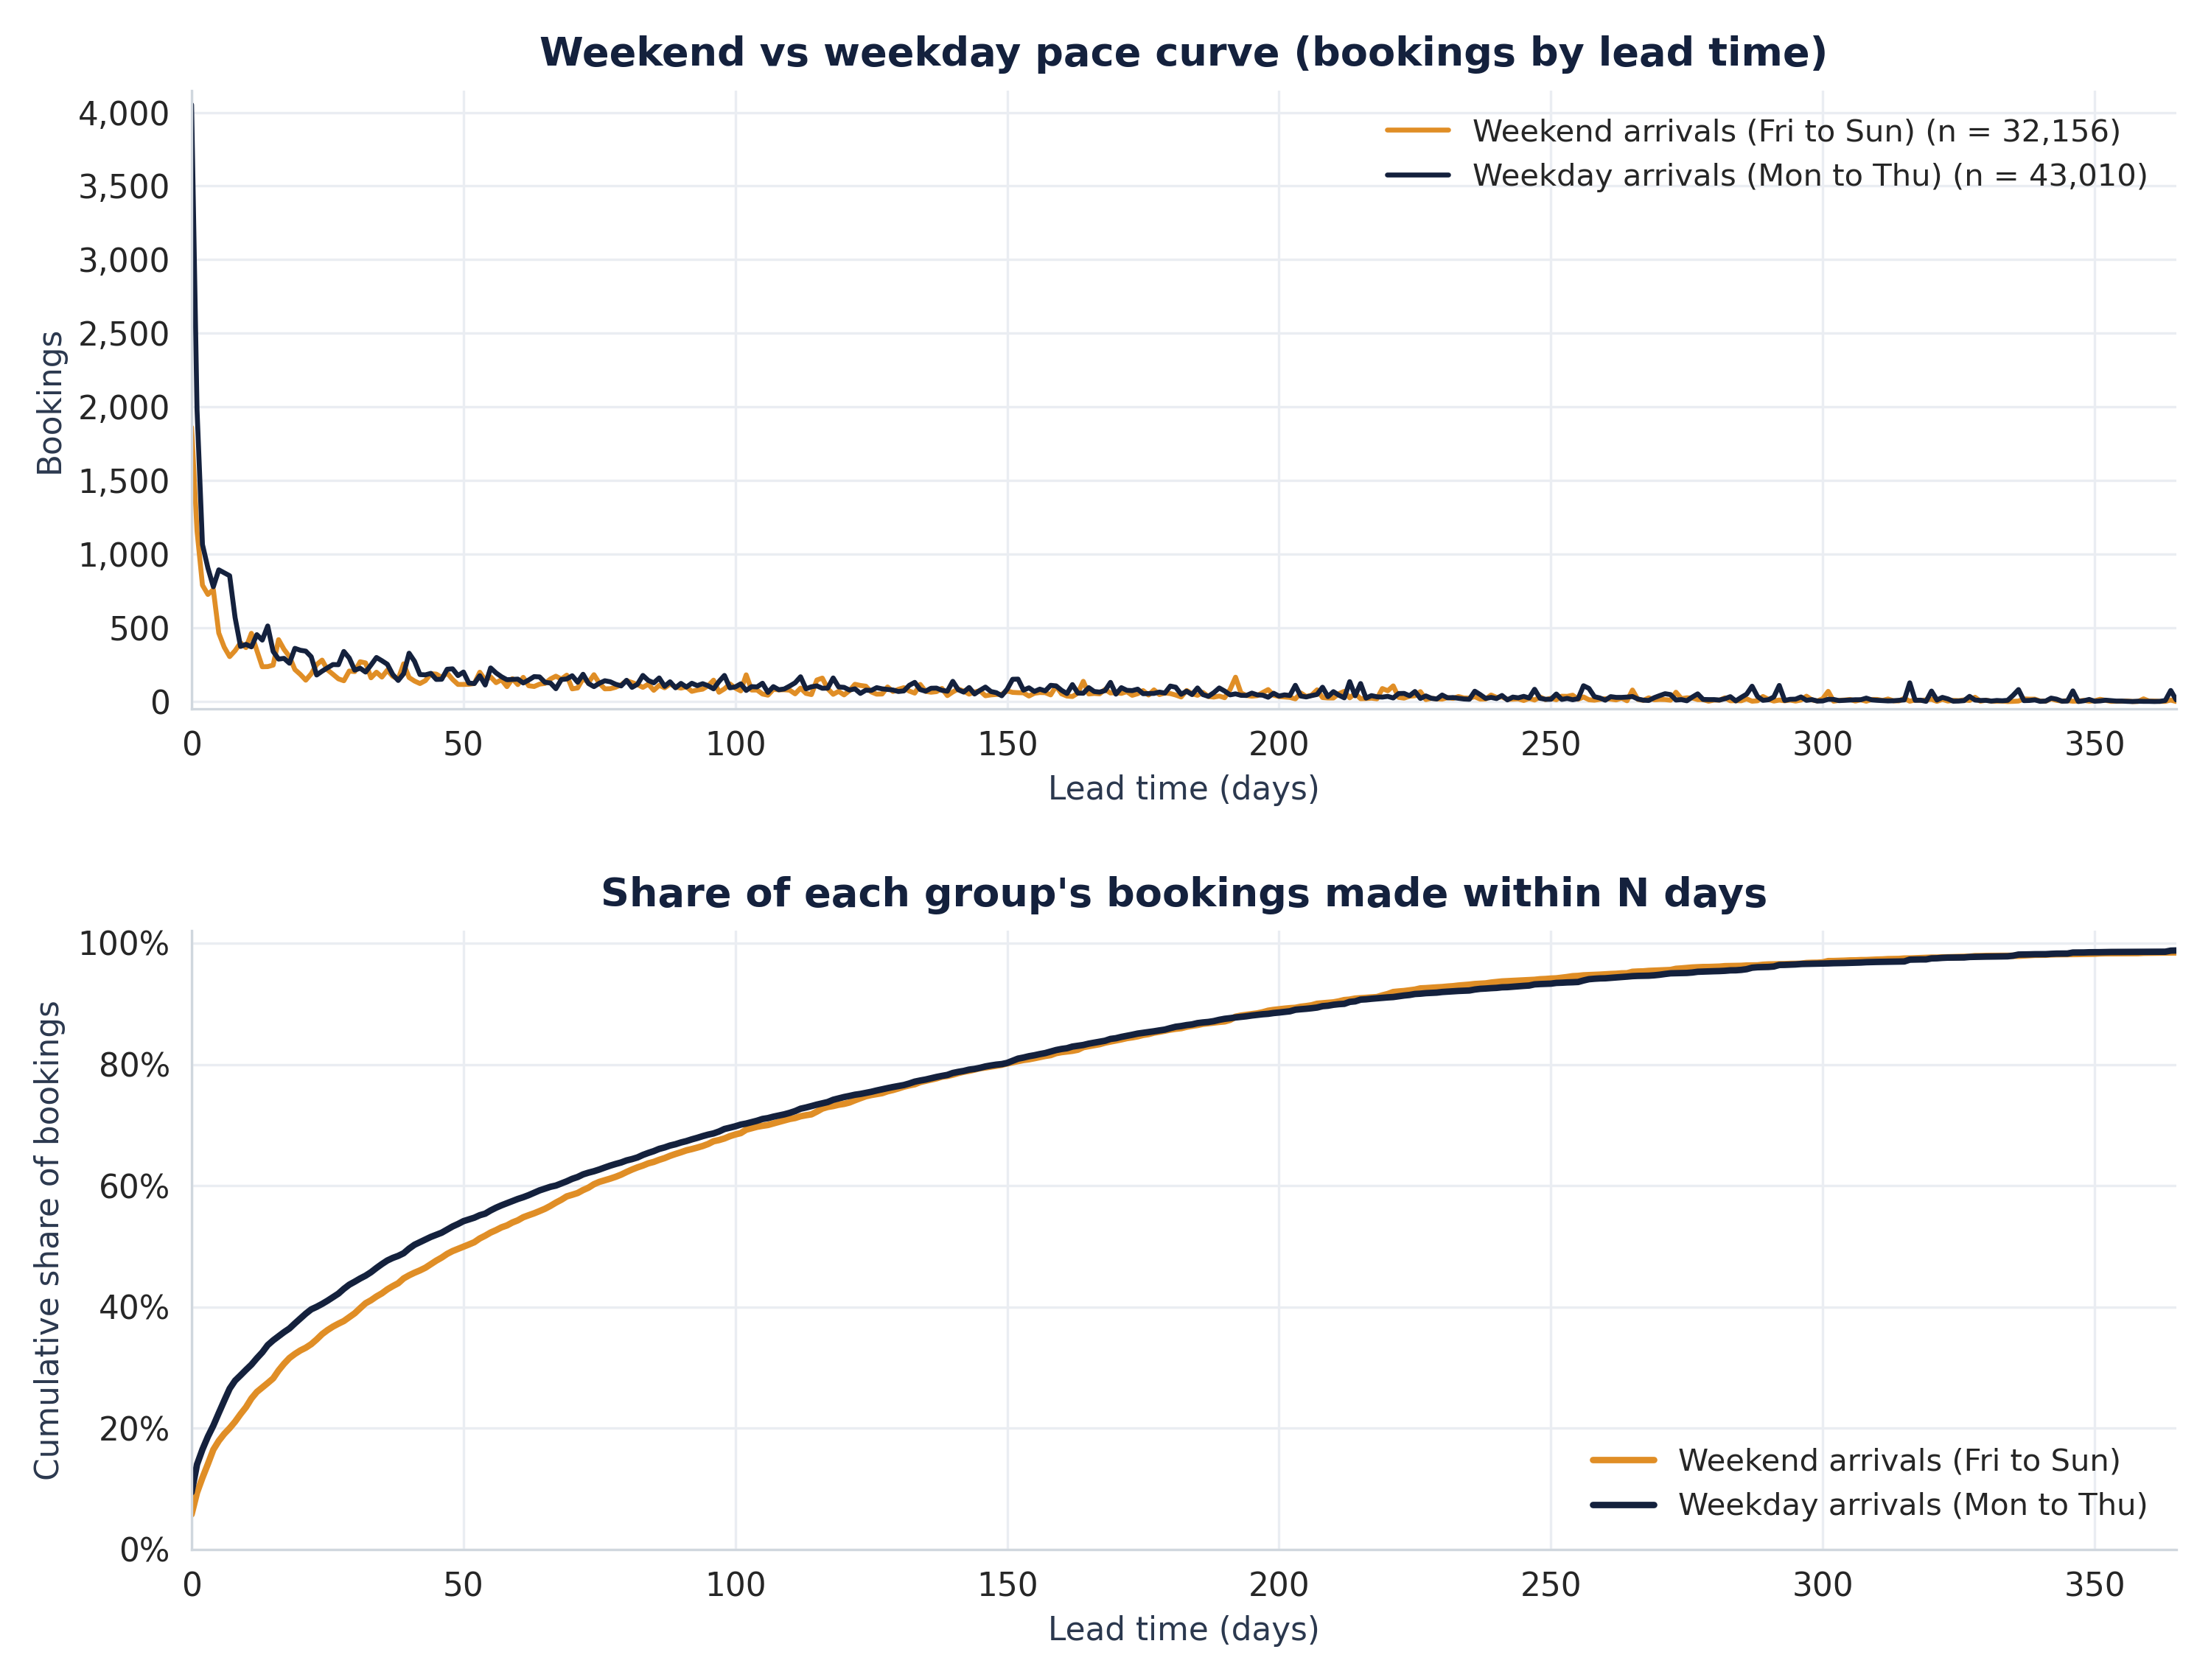 Weekend vs weekday pace curve (bookings by lead time)
Weekend arrivals (Fri to Sun) (n = 32,156)
Weekday arrivals (Mon to Thu) (n = 43,010)
Bookings
4,000
3,500
3,000
2,500
2,000
1,500
1,000
500
0
0 50 100 150 200 250 300 350
Lead time (days)
Share of each group's bookings made within N days
Cumulative share of bookings
100%
80%
60%
40%
20%
0%
Weekend arrivals (Fri to Sun)
Weekday arrivals (Mon to Thu)
0 50 100 150 200 250 300 350
Lead time (days)